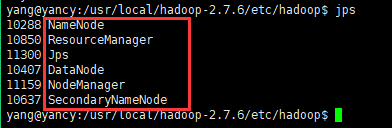 yang@yancy:/usr/local/hadoop-2.7.6/etc/hadoop$ jps
10288 NameNode
10850 ResourceManager
11300 Jps
10407 DataNode
11159 NodeManager
10637 SecondaryNameNode
yang@yancy:/usr/local/hadoop-2.7.6/etc/hadoop$